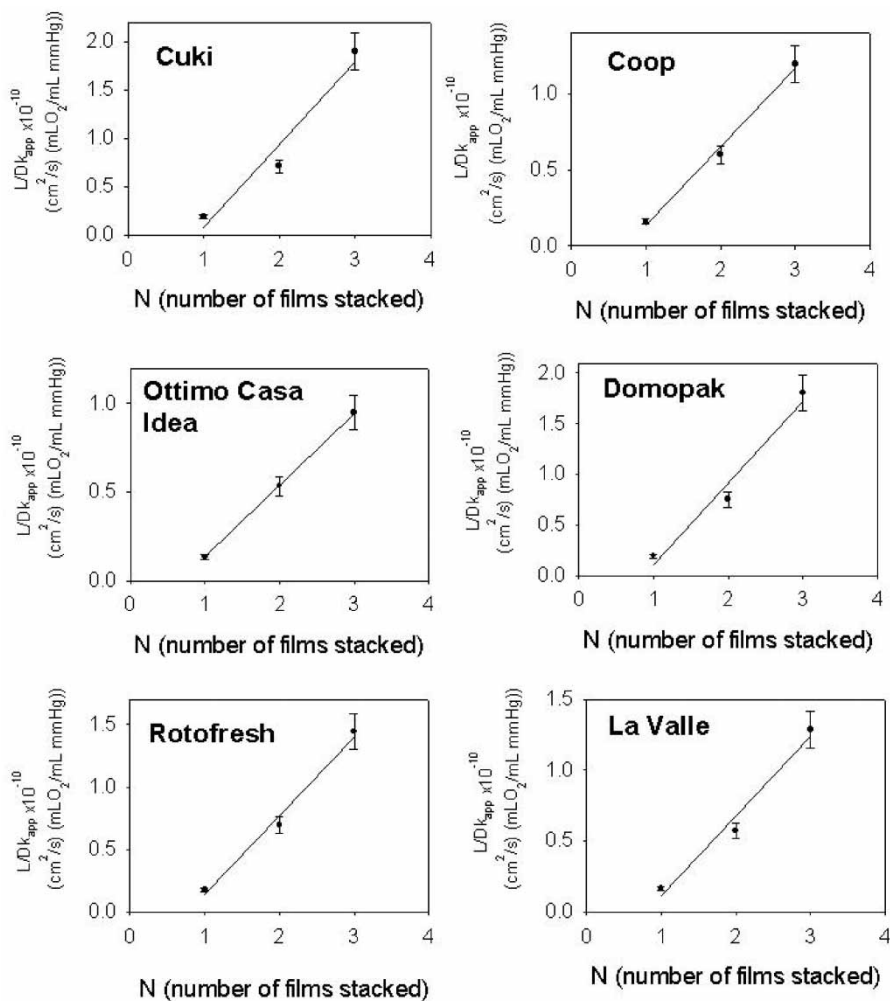 Cuki
L/Dk_app x10^-10
(cm^2/s) (mLO_2/mL mmHg))
2.0
1.5
1.0
0.5
0.0
0 1 2 3 4
N (number of films stacked)
Coop
L/Dk_app x10^-10
(cm^2/s) (mLO_2/mL mmHg))
1.0
0.5
0.0
0 1 2 3 4
N (number of films stacked)
Ottimo Casa
Idea
L/Dk_app x10^-10
(cm^2/s) (mLO_2/mL mmHg))
1.0
0.5
0.0
0 1 2 3 4
N (number of films stacked)
Domopak
L/Dk_app x10^-10
(cm^2/s) (mLO_2/mL mmHg))
2.0
1.5
1.0
0.5
0.0
0 1 2 3 4
N (number of films stacked)
Rotofresh
L/Dk_app x10^-10
(cm^2/s) (mLO_2/mL mmHg))
1.5
1.0
0.5
0.0
0 1 2 3 4
N (number of films stacked)
La Valle
L/Dk_app x10^-10
(cm^2/s) (mLO_2/mL mmHg))
1.5
1.0
0.5
0.0
0 1 2 3 4
N (number of films stacked)